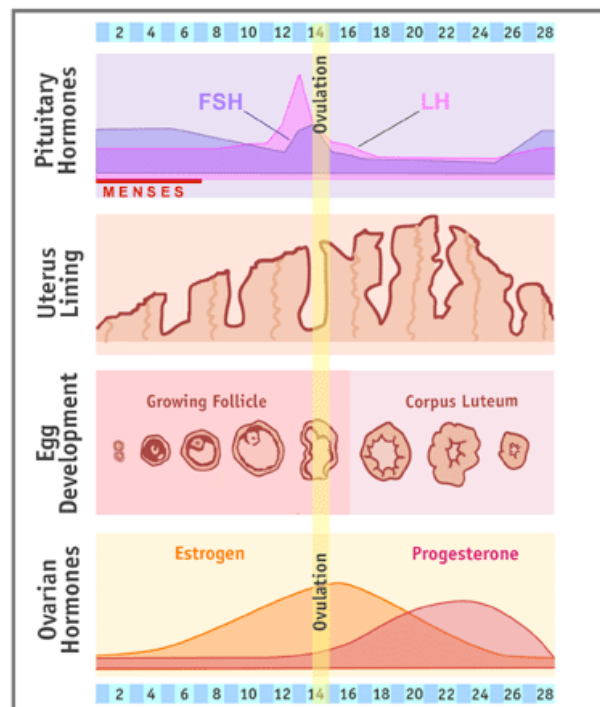 2 4 6 8 10 12 14 16 18 20 22 24 26 28
Pituitary
Hormones
FSH
LH
Ovulation
MENSES
Uterus
Lining
Egg
Development
Growing Follicle
Corpus Luteum
Ovarian
Hormones
Estrogen
Progesterone
Ovulation
2 4 6 8 10 12 14 16 18 20 22 24 26 28